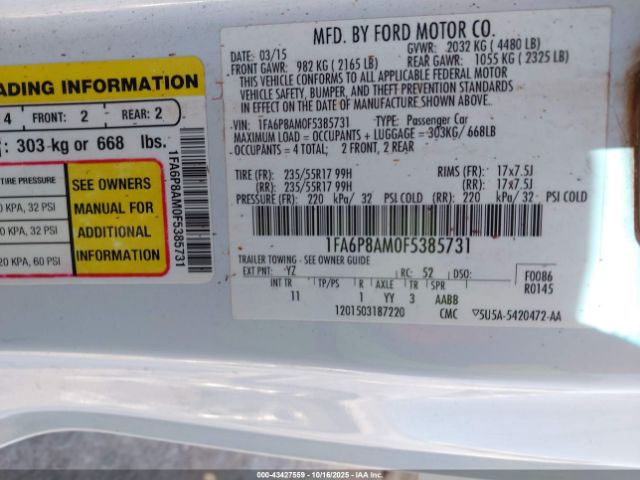 ADING INFORMATION
4 FRONT: 2 REAR: 2
: 303 kg or 668 lbs.
TIRE PRESSURE
KPA, 32 PSI
0 KPA, 32 PSI
20 KPA, 60 PSI
SEE OWNERS
MANUAL FOR
ADDITIONAL
INFORMATION
1FA6P8AM0F5385731
MFD. BY FORD MOTOR CO.
DATE: 03/15 GVWR: 2032 KG ( 4480 LB)
FRONT GAWR: 982 KG ( 2165 LB) REAR GAWR: 1055 KG ( 2325 LB)
THIS VEHICLE CONFORMS TO ALL APPLICABLE FEDERAL MOTOR
VEHICLE SAFETY, BUMPER, AND THEFT PREVENTION STANDARDS
IN EFFECT ON THE DATE OF MANUFACTURE SHOWN ABOVE.
VIN: 1FA6P8AM0F5385731 TYPE: Passenger Car
MAXIMUM LOAD = OCCUPANTS + LUGGAGE = 303KG/ 668LB
OCCUPANTS = 4 TOTAL: 2 FRONT, 2 REAR
TIRE (FR): 235/55R17 99H RIMS (FR): 17x7.5J
(RR): 235/55R17 99H (RR): 17x7.5J
PRESSURE (FR): 220 kPa/ 32 PSI COLD (RR): 220 kPa/ 32 PSI COLD
1FA6P8AM0F5385731
TRAILER TOWING - SEE OWNER GUIDE
EXT PNT: YZ RC: 52 DSO:
INT TR TP/PS R AXLE TR SPR
11 1 YY 3 AABB
F0086
R0145
1201503187220 CMC 5U5A-5420472-AA
© 10/16/2025 IAA Holdings, LLC
Stock #: 43427559